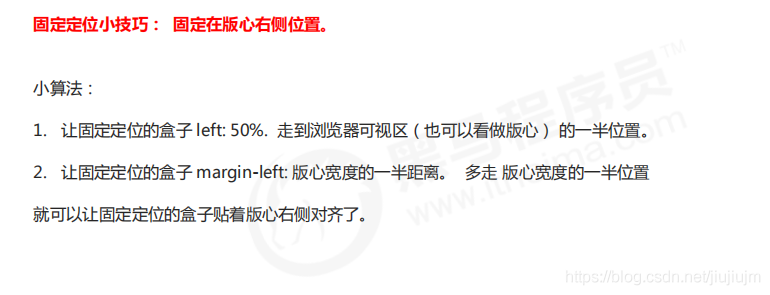 固定定位小技巧： 固定在版心右侧位置。
小算法：
1. 让固定定位的盒子 left: 50%. 走到浏览器可视区（也可以看做版心） 的一半位置。
2. 让固定定位的盒子 margin-left: 版心宽度的一半距离。 多走 版心宽度的一半位置
就可以让固定定位的盒子贴着版心右侧对齐了。
黑马程序员™
www.itheima.com
https://blog.csdn.net/jiujiujm